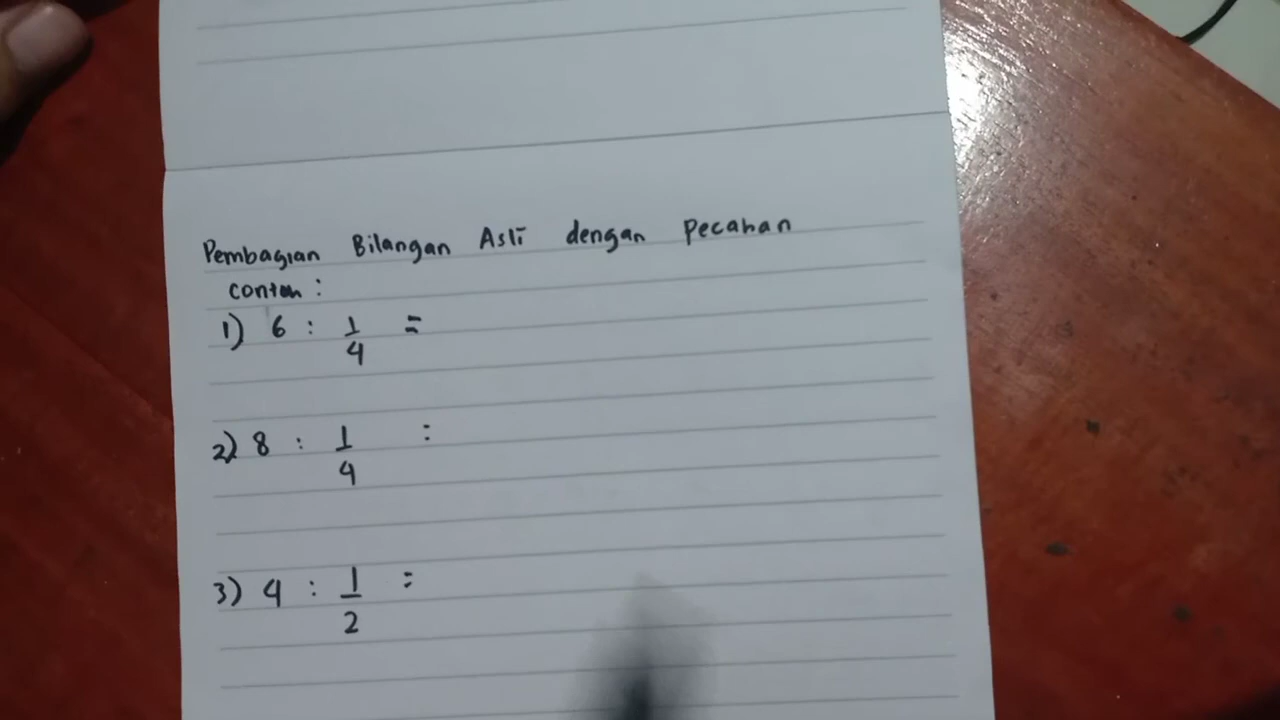 Pembagian Bilangan Asli dengan Pecahan
contoh :
1) 6 : 1/4 =
2) 8 : 1/4 =
3) 4 : 1/2 =